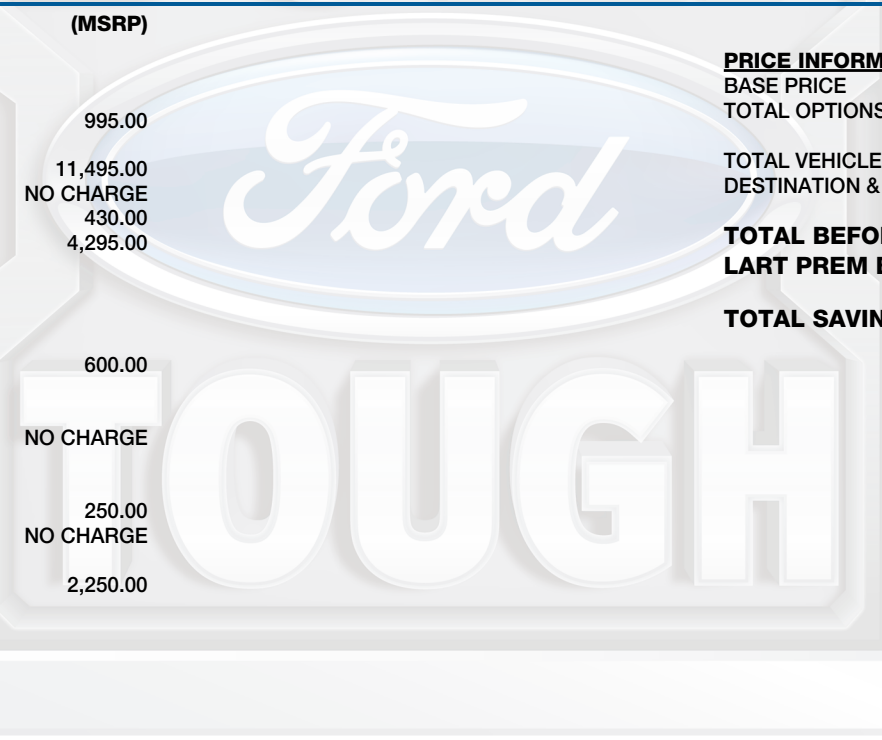 (MSRP)
995.00
11,495.00
NO CHARGE
430.00
4,295.00
600.00
NO CHARGE
250.00
NO CHARGE
2,250.00
PRICE INFORM
BASE PRICE
TOTAL OPTIONS
TOTAL VEHICLE
DESTINATION &
TOTAL BEFO
LART PREM
TOTAL SAVIN
Ford
TOUGH